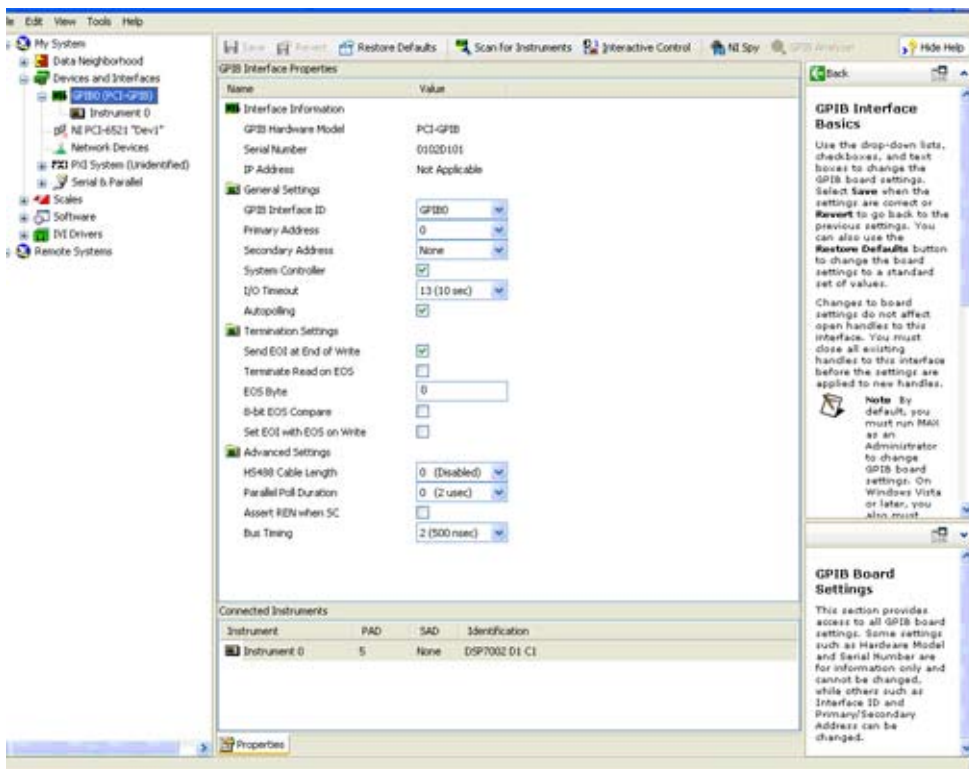 Edit View Tools Help
My System
Data Neighborhood
Devices and Interfaces
GPIB0 (PCI-GPIB)
Instrument 0
NI PCI-6521 "Dev1"
Network Devices
PXI PXI System (Unidentified)
Serial & Parallel
Scales
Software
IVI Drivers
Remote Systems
Save Revert Restore Defaults Scan for Instruments Interactive Control NI Spy GPIB Analyzer Hide Help
GPIB Interface Properties
Name Value
Interface Information
GPIB Hardware Model PCI-GPIB
Serial Number 0102D101
IP Address Not Applicable
General Settings
GPIB Interface ID GPIB0
Primary Address 0
Secondary Address None
System Controller
I/O Timeout 13 (10 sec)
Autopolling
Termination Settings
Send EOI at End of Write
Terminate Read on EOS
EOS Byte 0
8-bit EOS Compare
Set EOI with EOS on Write
Advanced Settings
HS488 Cable Length 0 (Disabled)
Parallel Poll Duration 0 (2 usec)
Assert REN when SC
Bus Timing 2 (500 nsec)
Connected Instruments
Instrument PAD SAD Identification
Instrument 0 5 None DSP7002 D1 C1
Properties
Back
GPIB Interface
Basics
Use the drop-down lists,
checkboxes, and text
boxes to change the
GPIB board settings.
Select Save when the
settings are correct or
Revert to go back to the
previous settings. You
can also use the
Restore Defaults button
to change the board
settings to a standard
set of values.
Changes to board
settings do not affect
open handles to this
interface. You must
close all existing
handles to this interface
before the settings are
applied to new handles.
Note By
default, you
must run MAX
as an
Administrator
to change
GPIB board
settings. On
Windows Vista
or later, you
also must
GPIB Board
Settings
This section provides
access to all GPIB board
settings. Some settings
such as Hardware Model
and Serial Number are
for information only and
cannot be changed,
while others such as
Interface ID and
Primary/Secondary
Address can be
changed.